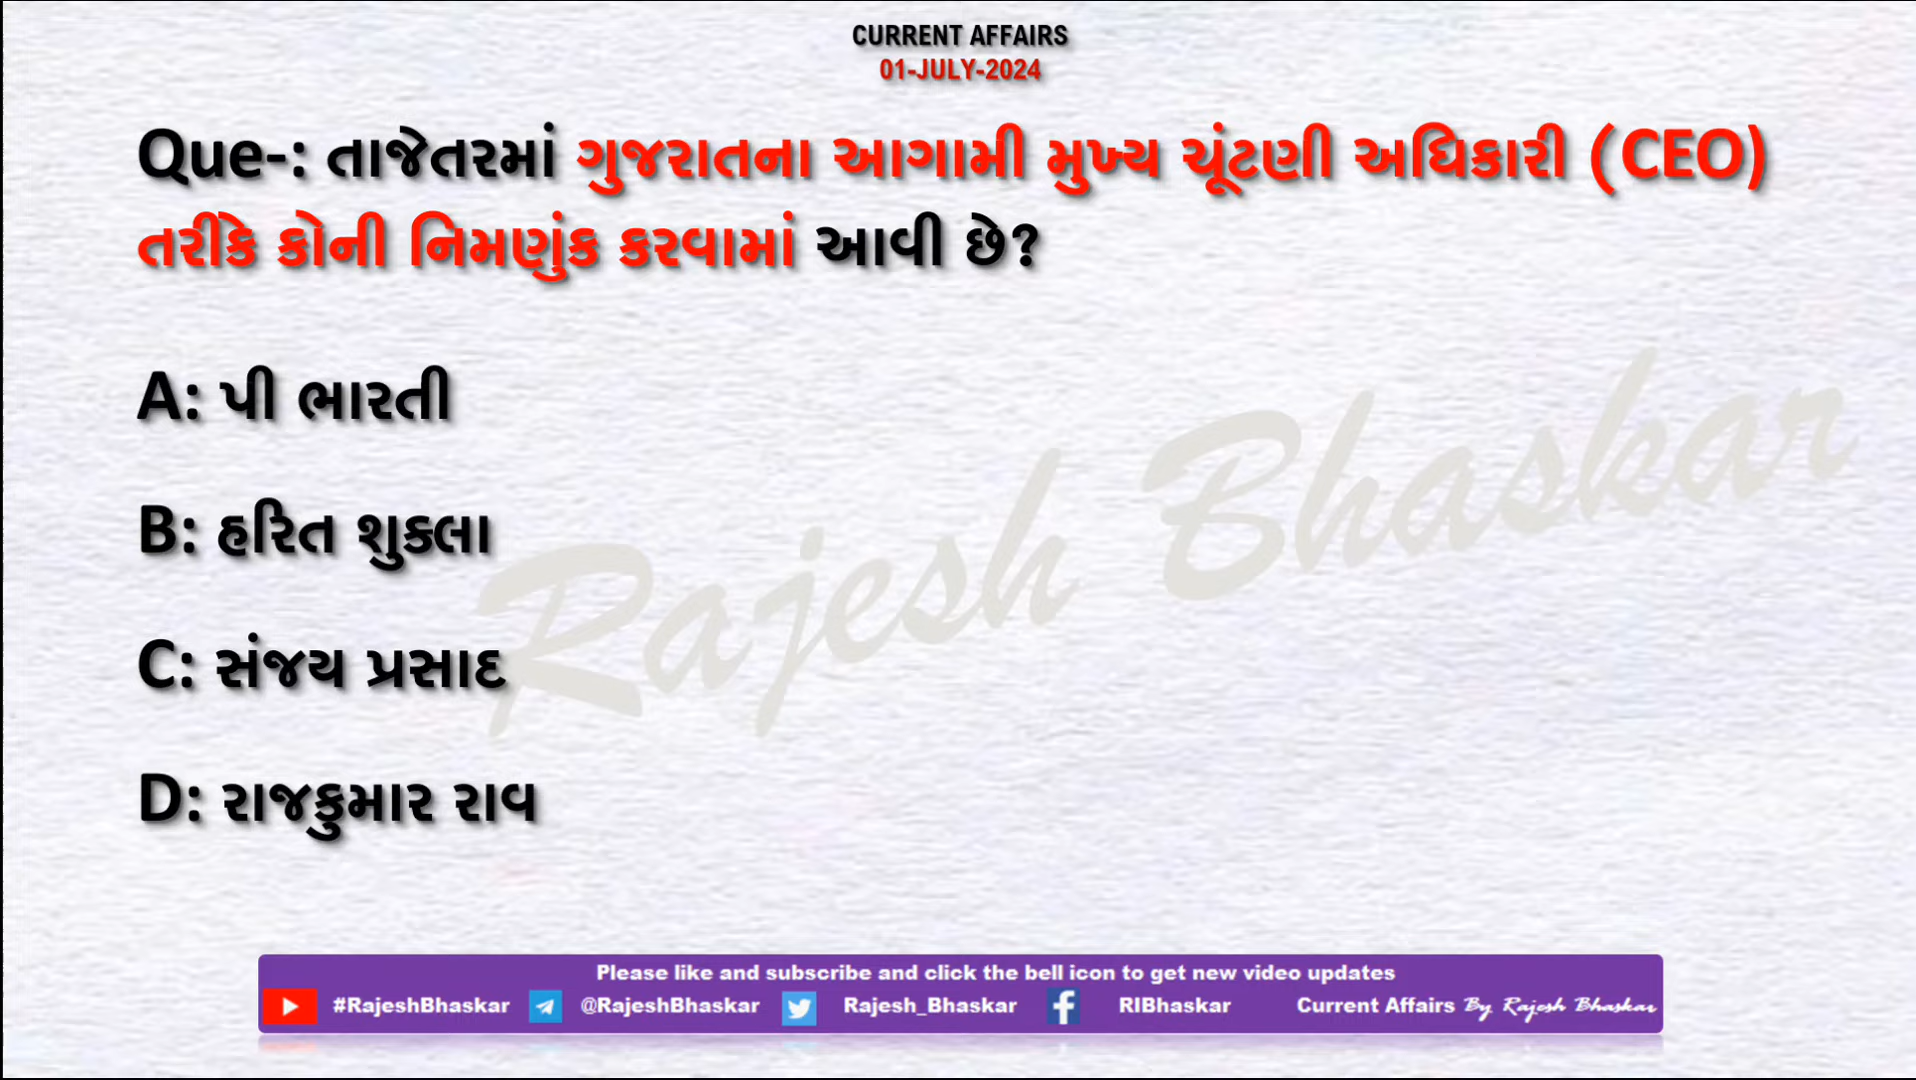 CURRENT AFFAIRS
01-JULY-2024
Que-: તાજેતરમાં ગુજરાતના આગામી મુખ્ય ચૂંટણી અધિકારી (CEO)
તરીકે કોની નિમણુંક કરવામાં આવી છે?
A: પી ભારતી
B: હરિત શુક્લા
C: સંજય પ્રસાદ
D: રાજકુમાર રાવ
Rajesh Bhaskar
Please like and subscribe and click the bell icon to get new video updates
#RajeshBhaskar @RajeshBhaskar Rajesh_Bhaskar RIBhaskar Current Affairs By Rajesh Bhaskar